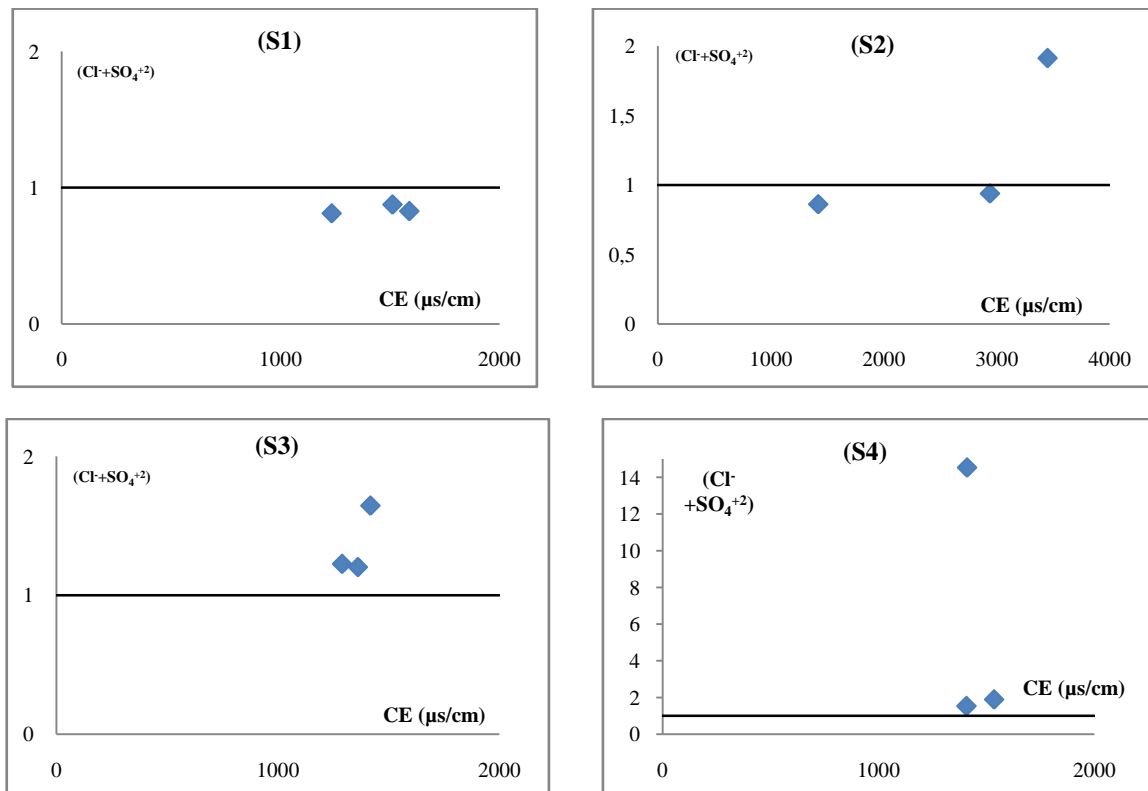 (S1)
2
(Cl⁻+SO₄⁺²)
1
CE (µs/cm)
0
0 1000 2000
(S2)
2
(Cl⁻+SO₄⁺²)
1,5
1
0,5
CE (µs/cm)
0
0 1000 2000 3000 4000
(S3)
2
(Cl⁻+SO₄⁺²)
1
CE (µs/cm)
0
0 1000 2000
(S4)
14
(Cl⁻
+SO₄⁺²)
12
10
8
6
4
CE (µs/cm)
2
0
0 1000 2000